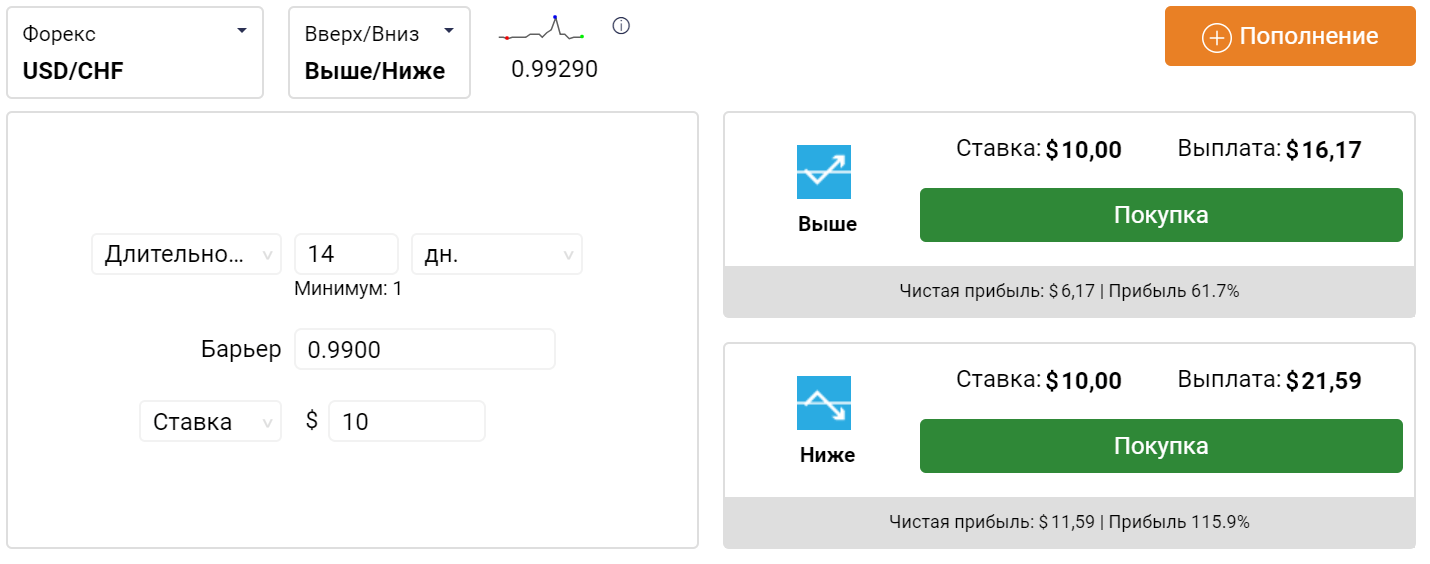 Форекс
USD/CHF
Вверх/Вниз
Выше/Ниже
0.99290
Пополнение
Длительно...
14
дн.
Минимум: 1
Барьер
0.9900
Ставка
$
10
Ставка: $10,00 Выплата: $16,17
Выше
Покупка
Чистая прибыль: $6,17 | Прибыль 61.7%
Ставка: $10,00 Выплата: $21,59
Ниже
Покупка
Чистая прибыль: $11,59 | Прибыль 115.9%